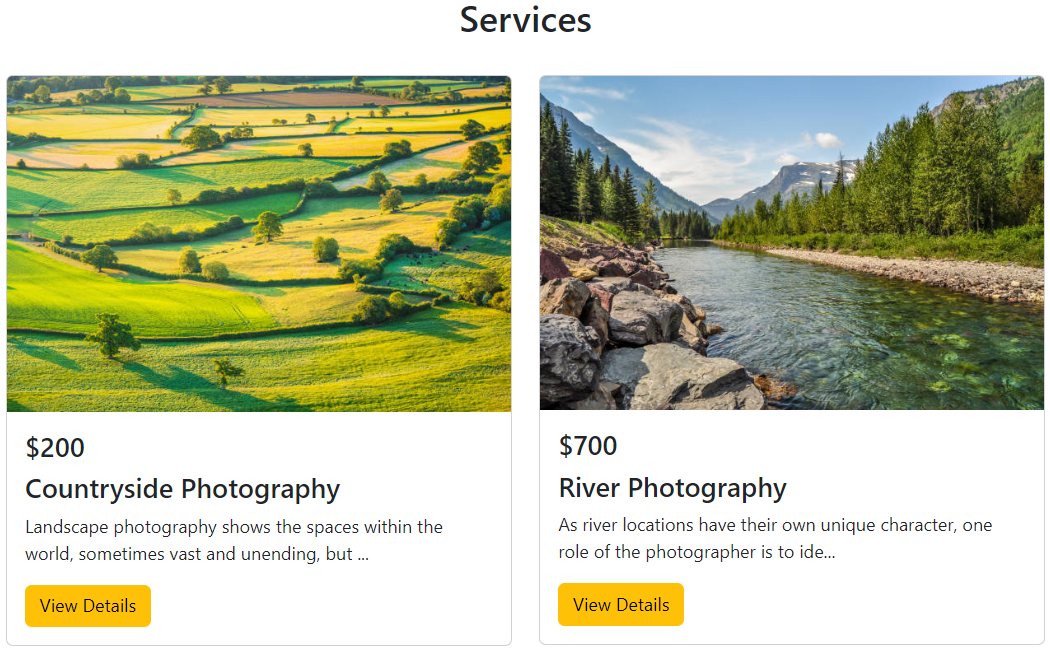 Services
$200
Countryside Photography
Landscape photography shows the spaces within the
world, sometimes vast and unending, but ...
View Details
$700
River Photography
As river locations have their own unique character, one
role of the photographer is to ide...
View Details